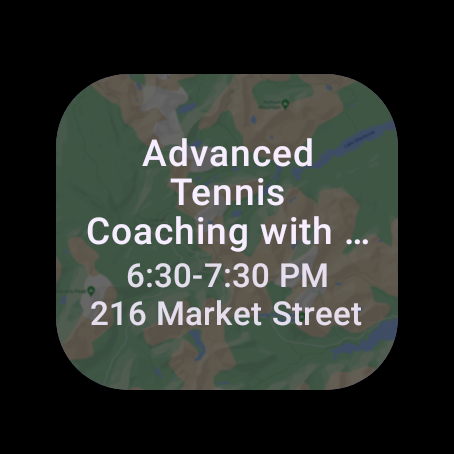 Advanced
Tennis
Coaching with …
6:30-7:30 PM
216 Market Street